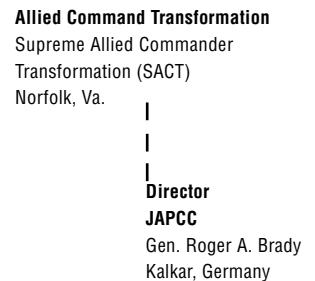 Allied Command Transformation
Supreme Allied Commander
Transformation (SACT)
Norfolk, Va.
Director
JAPCC
Gen. Roger A. Brady
Kalkar, Germany